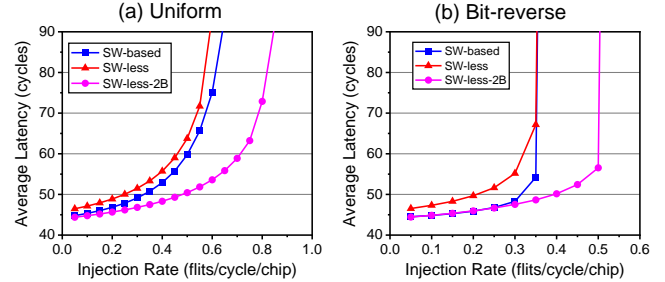 (a) Uniform
90
80
70
60
50
40
0.0 0.2 0.4 0.6 0.8 1.0
Average Latency (cycles)
Injection Rate (flits/cycle/chip)
SW-based
SW-less
SW-less-2B
(b) Bit-reverse
90
80
70
60
50
40
0.0 0.1 0.2 0.3 0.4 0.5 0.6
Average Latency (cycles)
Injection Rate (flits/cycle/chip)
SW-based
SW-less
SW-less-2B